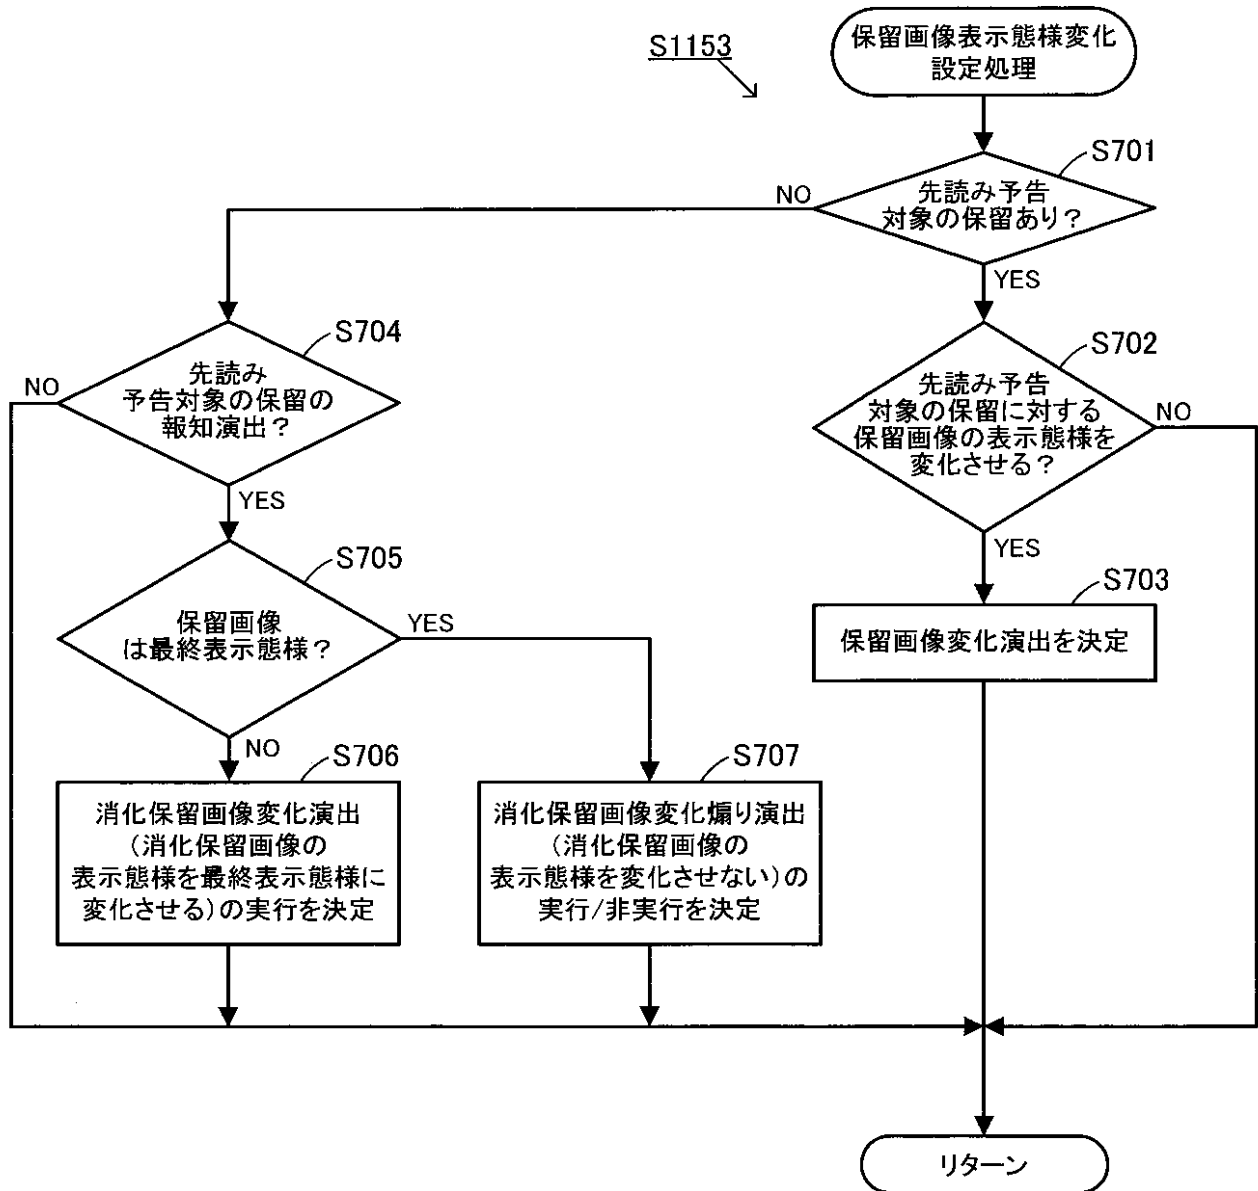 保留画像表示態様変化
設定処理
S1153
S701
先読み予告
対象の保留あり？
NO
YES
S704
先読み
予告対象の保留の
報知演出？
NO
YES
S702
先読み予告
対象の保留に対する
保留画像の表示態様を
変化させる？
NO
YES
S705
保留画像
は最終表示態様？
YES
NO
S703
保留画像変化演出を決定
S706
消化保留画像変化演出
（消化保留画像の
表示態様を最終表示態様に
変化させる）の実行を決定
S707
消化保留画像変化煽り演出
（消化保留画像の
表示態様を変化させない）の
実行/非実行を決定
リターン